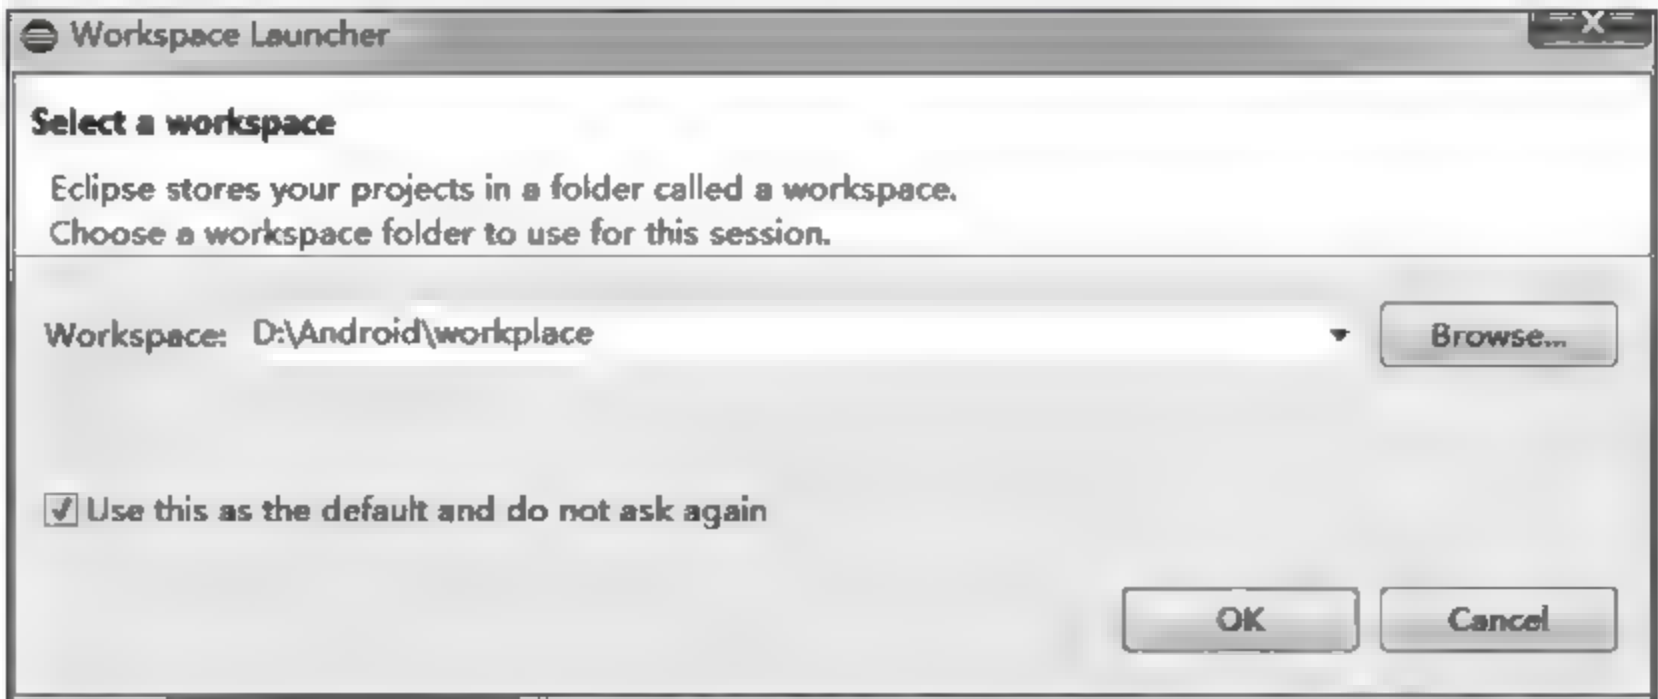 Workspace Launcher
Select a workspace
Eclipse stores your projects in a folder called a workspace.
Choose a workspace folder to use for this session.
Workspace: D:\Android\workplace Browse...
Use this as the default and do not ask again
OK Cancel